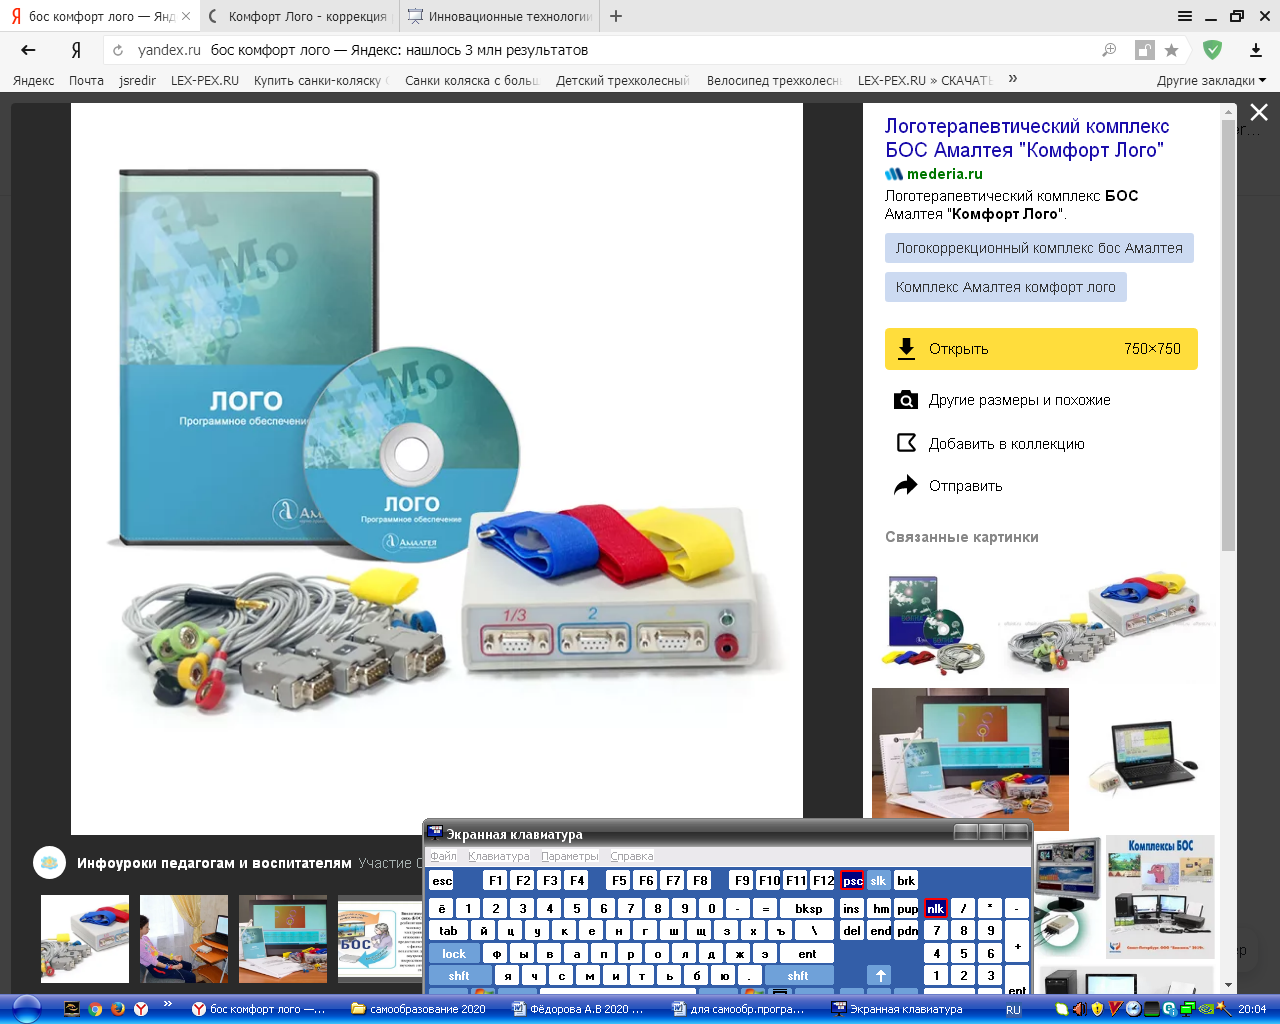 бос комфорт лого — Янд
Комфорт Лого - коррекция
Инновационные технологии
yandex.ru бос комфорт лого — Яндекс: нашлось 3 млн результатов
Яндекс Почта jsredir LEX-PEX.RU Купить санки-коляску Санки коляска с больш Детский трехколесный Велосипед трехколесн LEX-PEX.RU » СКАЧАТЬ » Другие закладки
ЛОГО
Программное обеспечени
Амалтея
ЛОГО
Программное обеспечение
1/3 2
Логотерапевтический комплекс
БОС Амалтея "Комфорт Лого"
mederia.ru
Логотерапевтический комплекс БОС
Амалтея "Комфорт Лого".
Логокоррекционный комплекс бос Амалтея
Комплекс Амалтея комфорт лого
Открыть 750×750
Другие размеры и похожие
Добавить в коллекцию
Отправить
Связанные картинки
Комплексы БОС
БОС
Инфоуроки педагогам и воспитателям Участие
Экранная клавиатура
Файл Клавиатура Параметры Справка
esc F1 F2 F3 F4 F5 F6 F7 F8 F9 F10 F11 F12 psc slk brk
ё 1 2 3 4 5 6 7 8 9 0 - = bksp ins hm pup nlk / * -
tab й ц у к е н г ш щ з х ъ \ del end pdn 7 8 9 +
lock ф ы в а п р о л д ж э ent 4 5 6
shft я ч с м и т ь б ю . shft ↑ 1 2 3 ent
бос комфорт лого —... самообразование 2020 Фёдорова А.В 2020 ... для самообр.програ... Экранная клавиатура RU 20:04